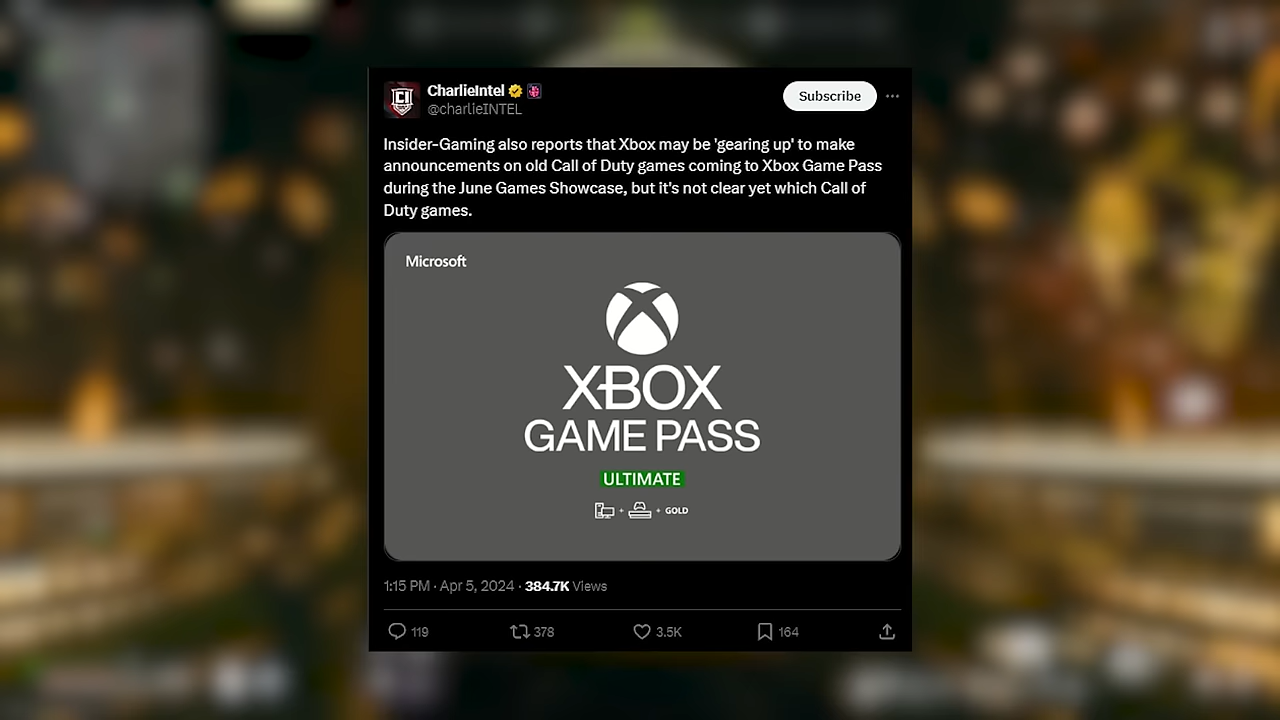 CharlieIntel
@charlieINTEL
Subscribe
Insider-Gaming also reports that Xbox may be 'gearing up' to make
announcements on old Call of Duty games coming to Xbox Game Pass
during the June Games Showcase, but it's not clear yet which Call of
Duty games.
Microsoft
XBOX
GAME PASS
ULTIMATE
+ + GOLD
1:15 PM · Apr 5, 2024 · 384.7K Views
119 378 3.5K 164